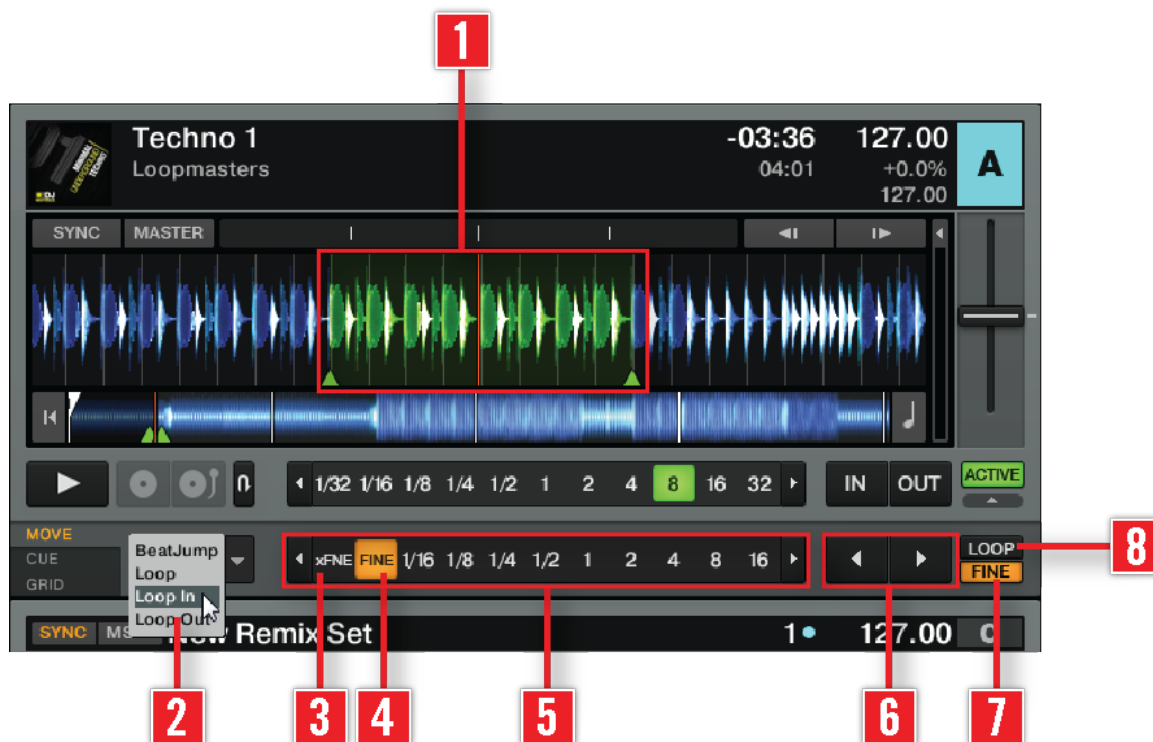 1
Techno 1
-03:36
127.00
A
Loopmasters
04:01
+0.0%
127.00
SYNC
MASTER
1/32 1/16 1/8 1/4 1/2 1 2 4 8 16 32
IN
OUT
ACTIVE
MOVE
CUE
GRID
BeatJump
Loop
Loop In
Loop Out
xFNE FINE 1/16 1/8 1/4 1/2 1 2 4 8 16
LOOP
FINE
8
SYNC
Remix Set
1
127.00
2
3
4
5
6
7